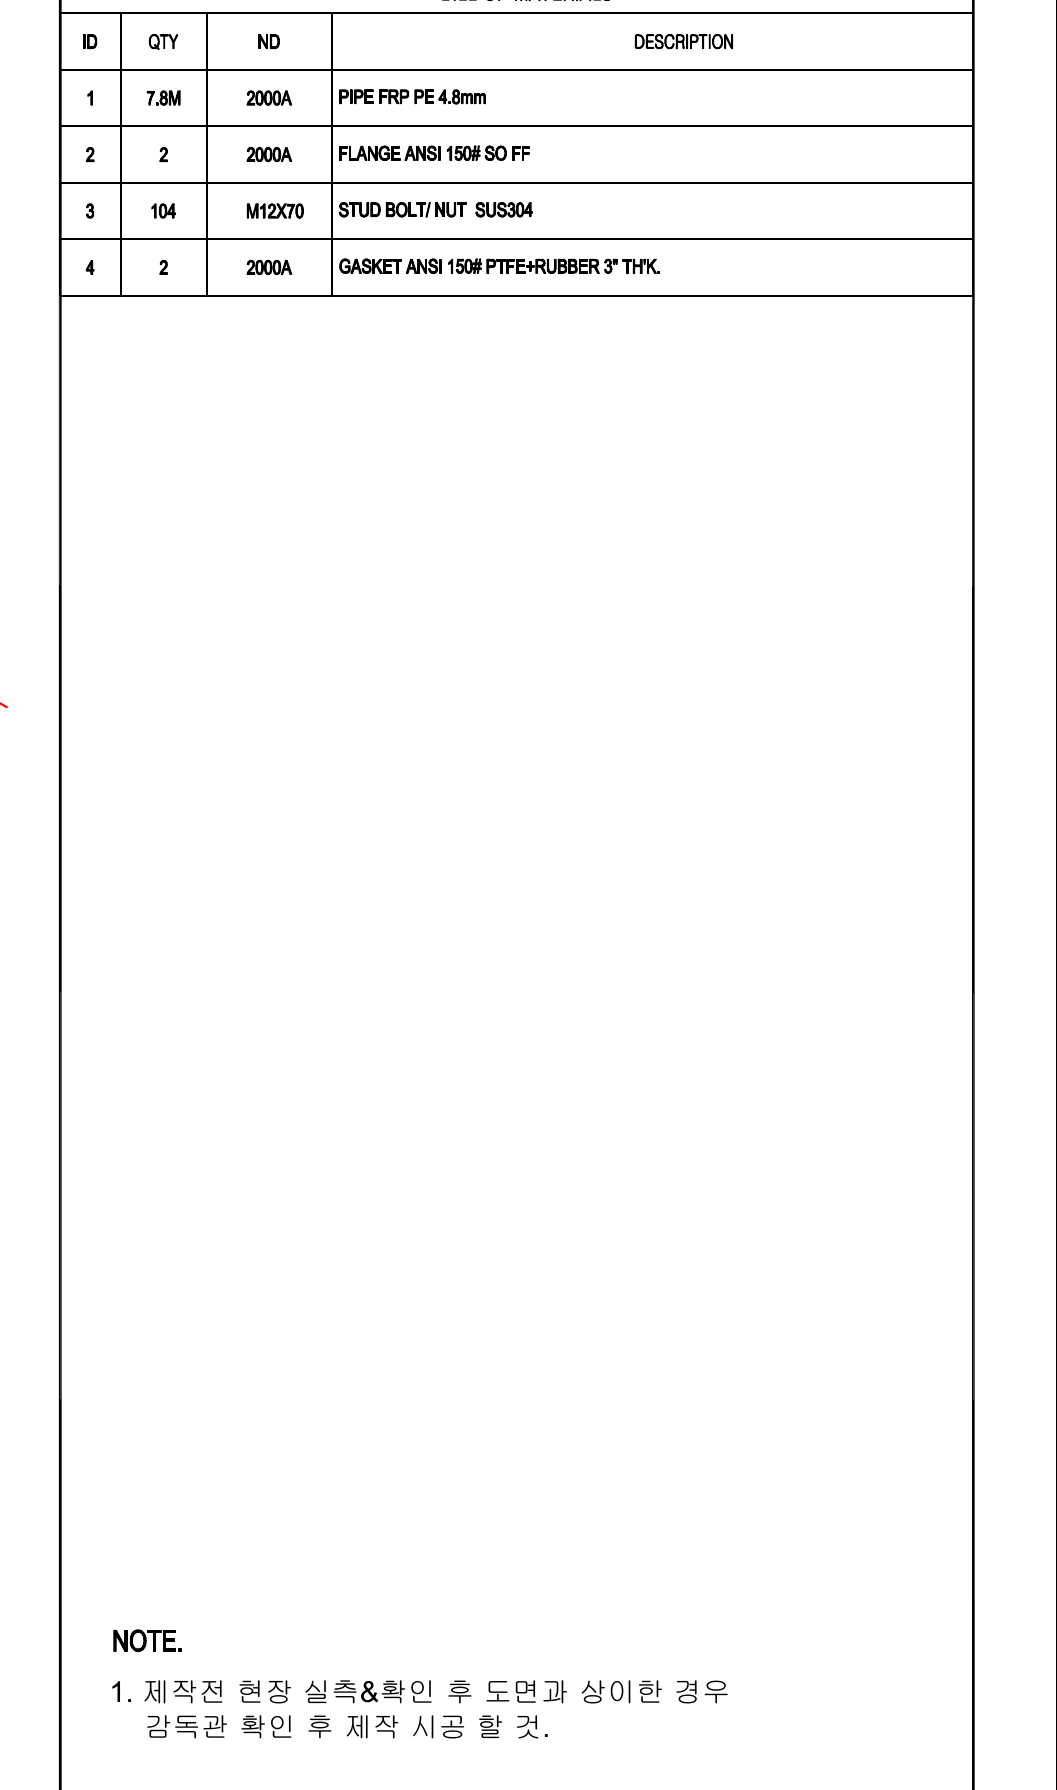 ID QTY ND DESCRIPTION
1 7.8M 2000A PIPE FRP PE 4.8mm
2 2 2000A FLANGE ANSI 150# SO FF
3 104 M12X70 STUD BOLT/ NUT SUS304
4 2 2000A GASKET ANSI 150# PTFE+RUBBER 3" TH'K.
NOTE.
1. 제작전 현장 실측&확인 후 도면과 상이한 경우
감독관 확인 후 제작 시공 할 것.